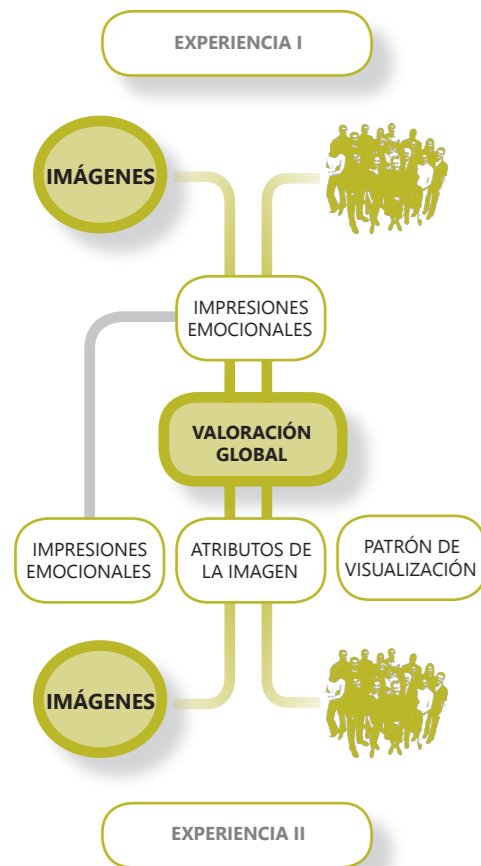 EXPERIENCIA I
IMÁGENES
IMPRESIONES
EMOCIONALES
VALORACIÓN
GLOBAL
IMPRESIONES
EMOCIONALES
ATRIBUTOS DE
LA IMAGEN
PATRÓN DE
VISUALIZACIÓN
IMÁGENES
EXPERIENCIA II